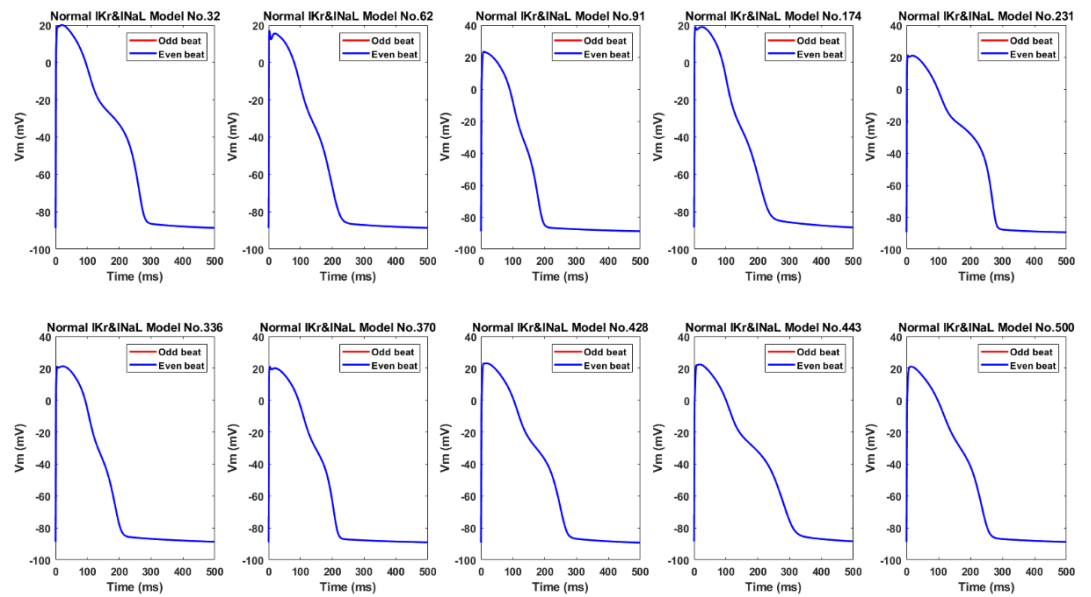 Normal IKr&INaL Model No.32
Normal IKr&INaL Model No.62
Normal IKr&INaL Model No.91
Normal IKr&INaL Model No.174
Normal IKr&INaL Model No.231
20
0
-20
-40
-60
-80
-100
Vm (mV)
0 100 200 300 400 500
Time (ms)
Odd beat
Even beat
20
0
-20
-40
-60
-80
-100
Vm (mV)
0 100 200 300 400 500
Time (ms)
Odd beat
Even beat
40
20
0
-20
-40
-60
-80
-100
Vm (mV)
0 100 200 300 400 500
Time (ms)
Odd beat
Even beat
20
0
-20
-40
-60
-80
-100
Vm (mV)
0 100 200 300 400 500
Time (ms)
Odd beat
Even beat
40
20
0
-20
-40
-60
-80
-100
Vm (mV)
0 100 200 300 400 500
Time (ms)
Odd beat
Even beat
Normal IKr&INaL Model No.336
Normal IKr&INaL Model No.370
Normal IKr&INaL Model No.428
Normal IKr&INaL Model No.443
Normal IKr&INaL Model No.500
40
20
0
-20
-40
-60
-80
-100
Vm (mV)
0 100 200 300 400 500
Time (ms)
Odd beat
Even beat
40
20
0
-20
-40
-60
-80
-100
Vm (mV)
0 100 200 300 400 500
Time (ms)
Odd beat
Even beat
40
20
0
-20
-40
-60
-80
-100
Vm (mV)
0 100 200 300 400 500
Time (ms)
Odd beat
Even beat
40
20
0
-20
-40
-60
-80
-100
Vm (mV)
0 100 200 300 400 500
Time (ms)
Odd beat
Even beat
40
20
0
-20
-40
-60
-80
-100
Vm (mV)
0 100 200 300 400 500
Time (ms)
Odd beat
Even beat